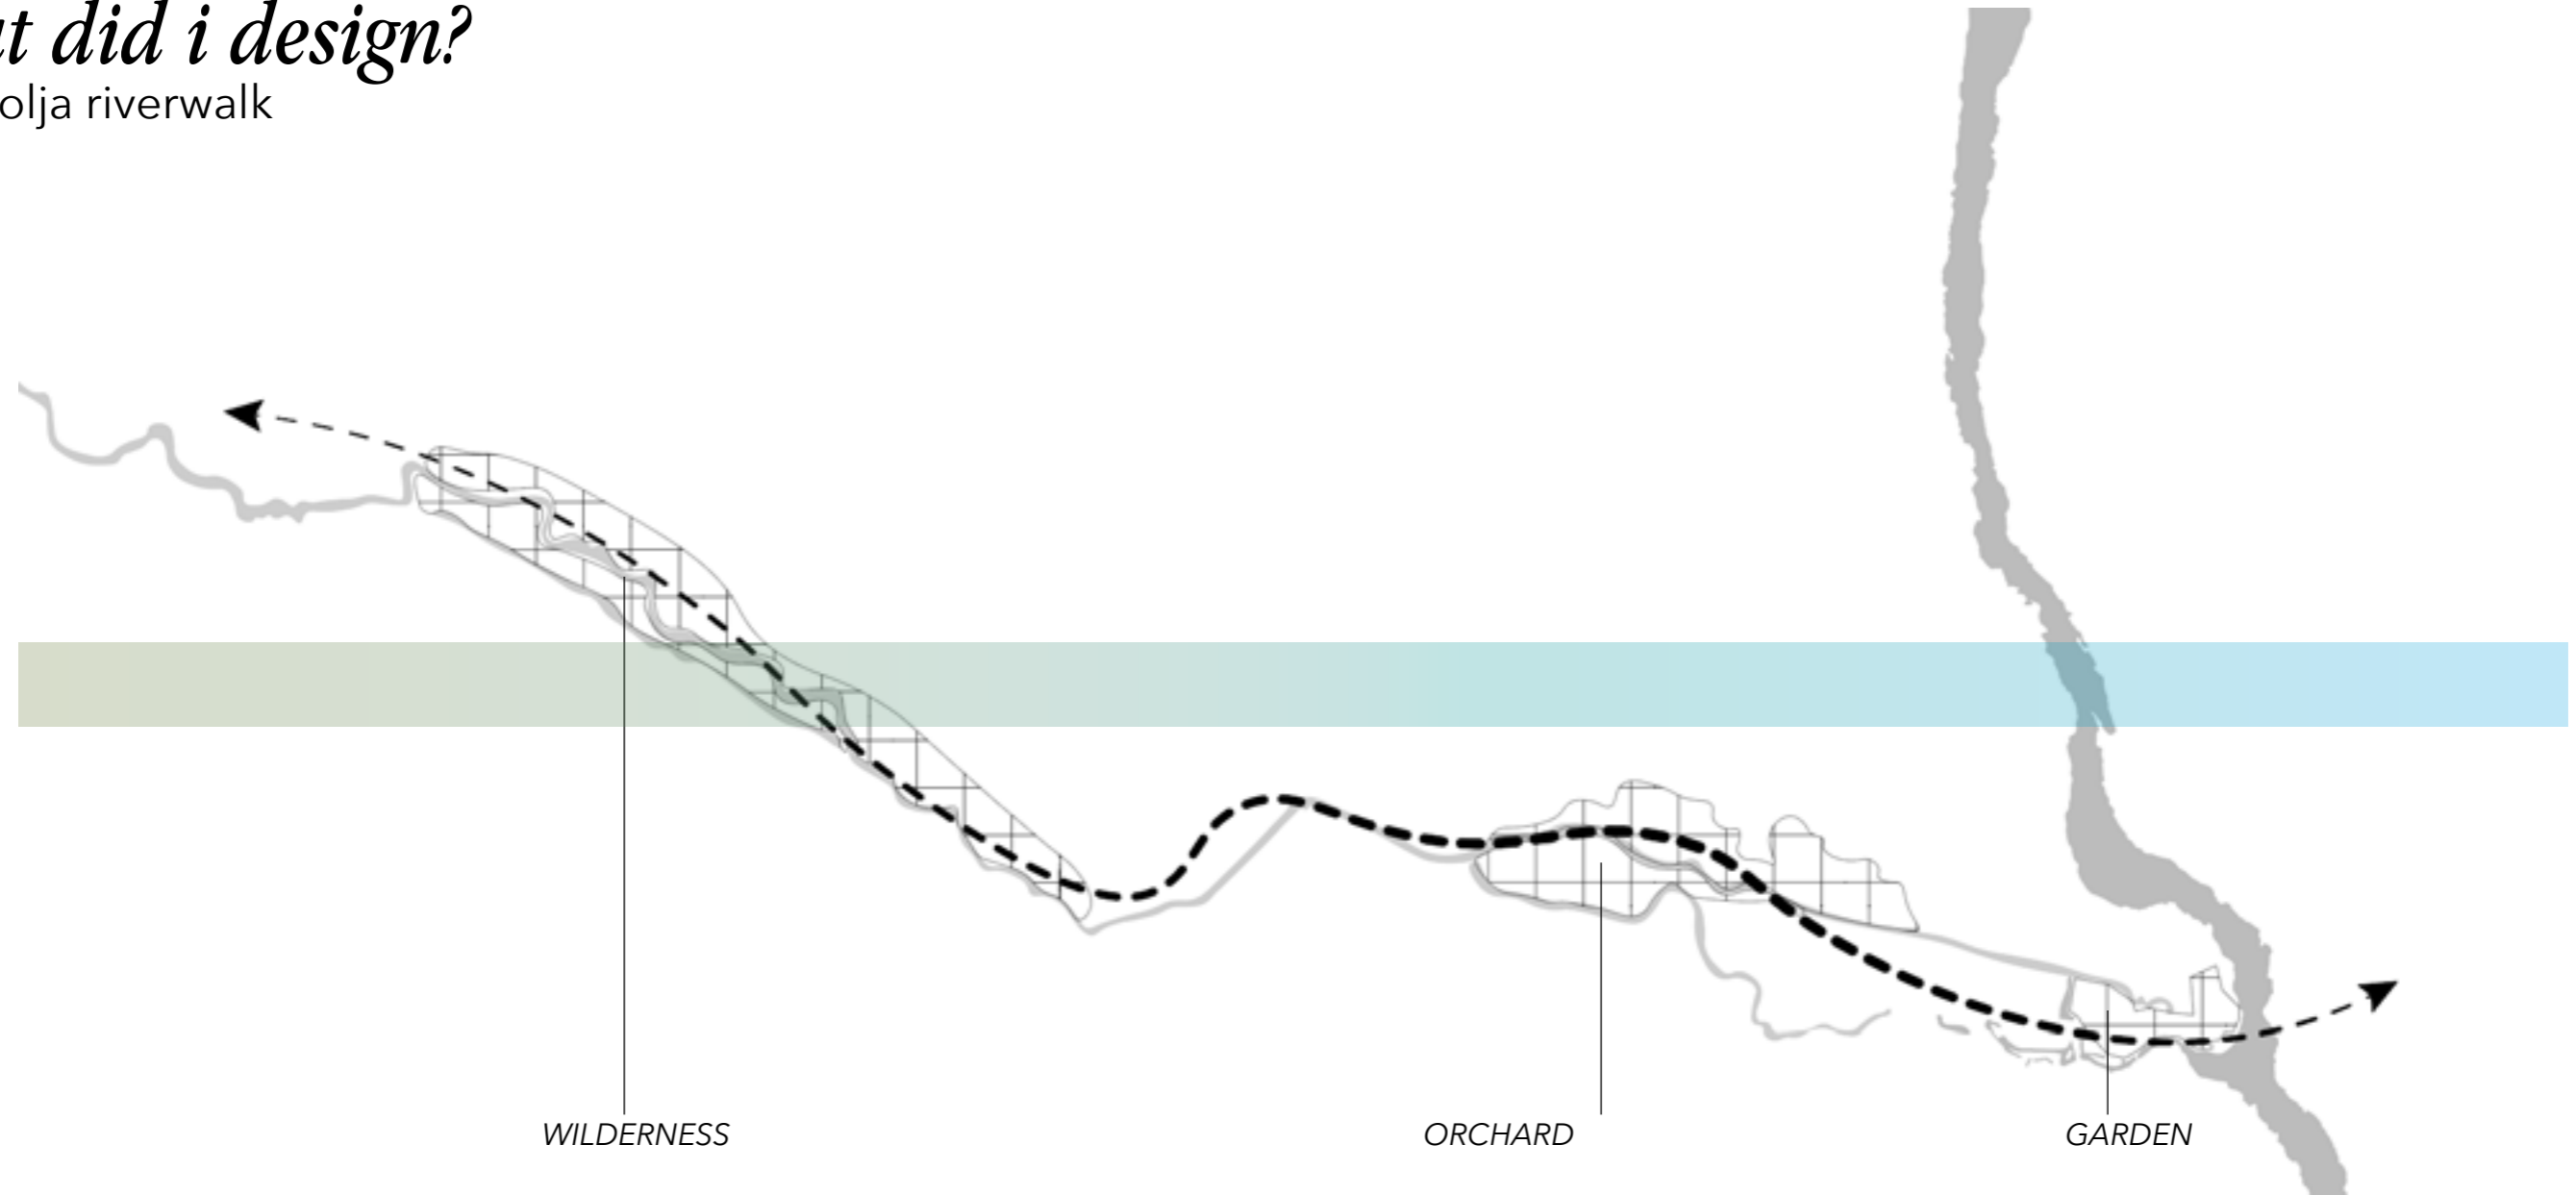 t did i design?
olja riverwalk
WILDERNESS
ORCHARD
GARDEN